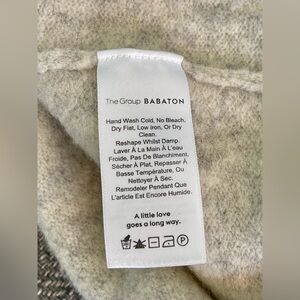 The Group BABATON
Hand Wash Cold, No Bleach,
Dry Flat, Low Iron, Or Dry
Clean.
Reshape Whilst Damp.
Laver À La Main À L'eau
Froide, Pas De Blanchiment,
Sécher À Plat, Repasser À
Basse Température, Ou
Nettoyer À Sec.
Remodeler Pendant Que
L'article Est Encore Humide.
A little love
goes a long way.
P